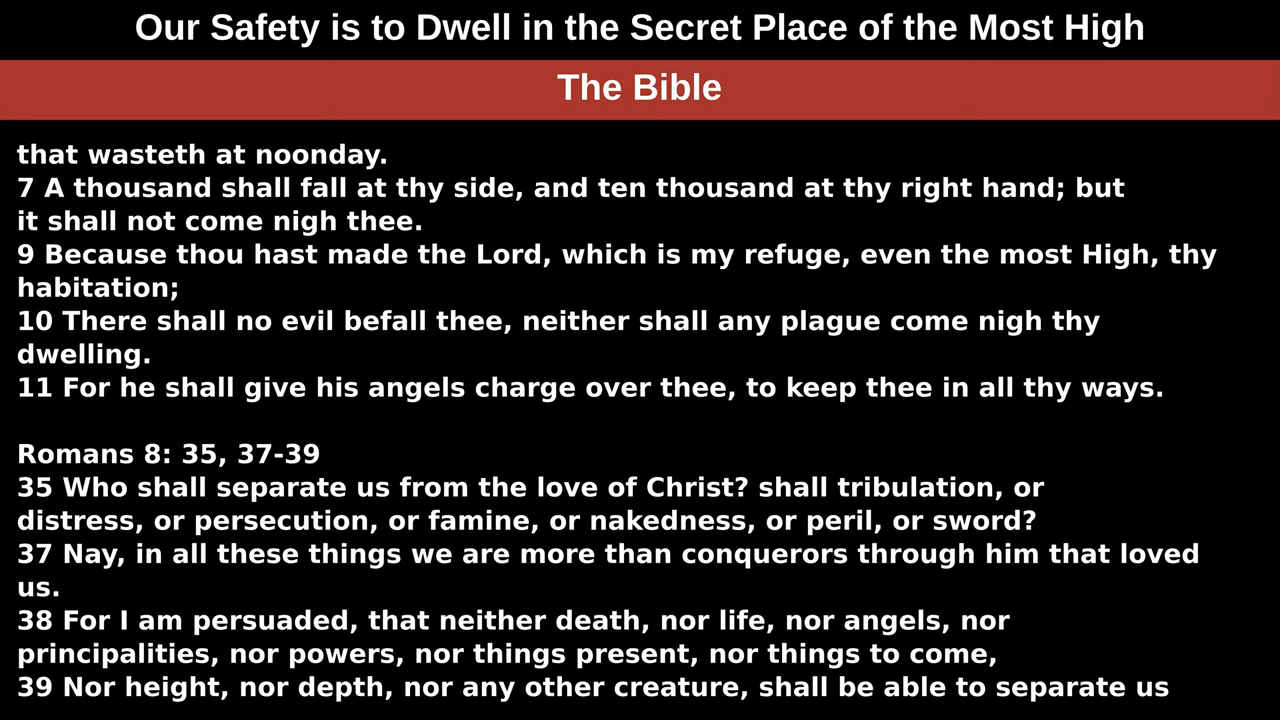 Our Safety is to Dwell in the Secret Place of the Most High
The Bible
that wasteth at noonday.
7 A thousand shall fall at thy side, and ten thousand at thy right hand; but
it shall not come nigh thee.
9 Because thou hast made the Lord, which is my refuge, even the most High, thy
habitation;
10 There shall no evil befall thee, neither shall any plague come nigh thy
dwelling.
11 For he shall give his angels charge over thee, to keep thee in all thy ways.
Romans 8: 35, 37-39
35 Who shall separate us from the love of Christ? shall tribulation, or
distress, or persecution, or famine, or nakedness, or peril, or sword?
37 Nay, in all these things we are more than conquerors through him that loved
us.
38 For I am persuaded, that neither death, nor life, nor angels, nor
principalities, nor powers, nor things present, nor things to come,
39 Nor height, nor depth, nor any other creature, shall be able to separate us